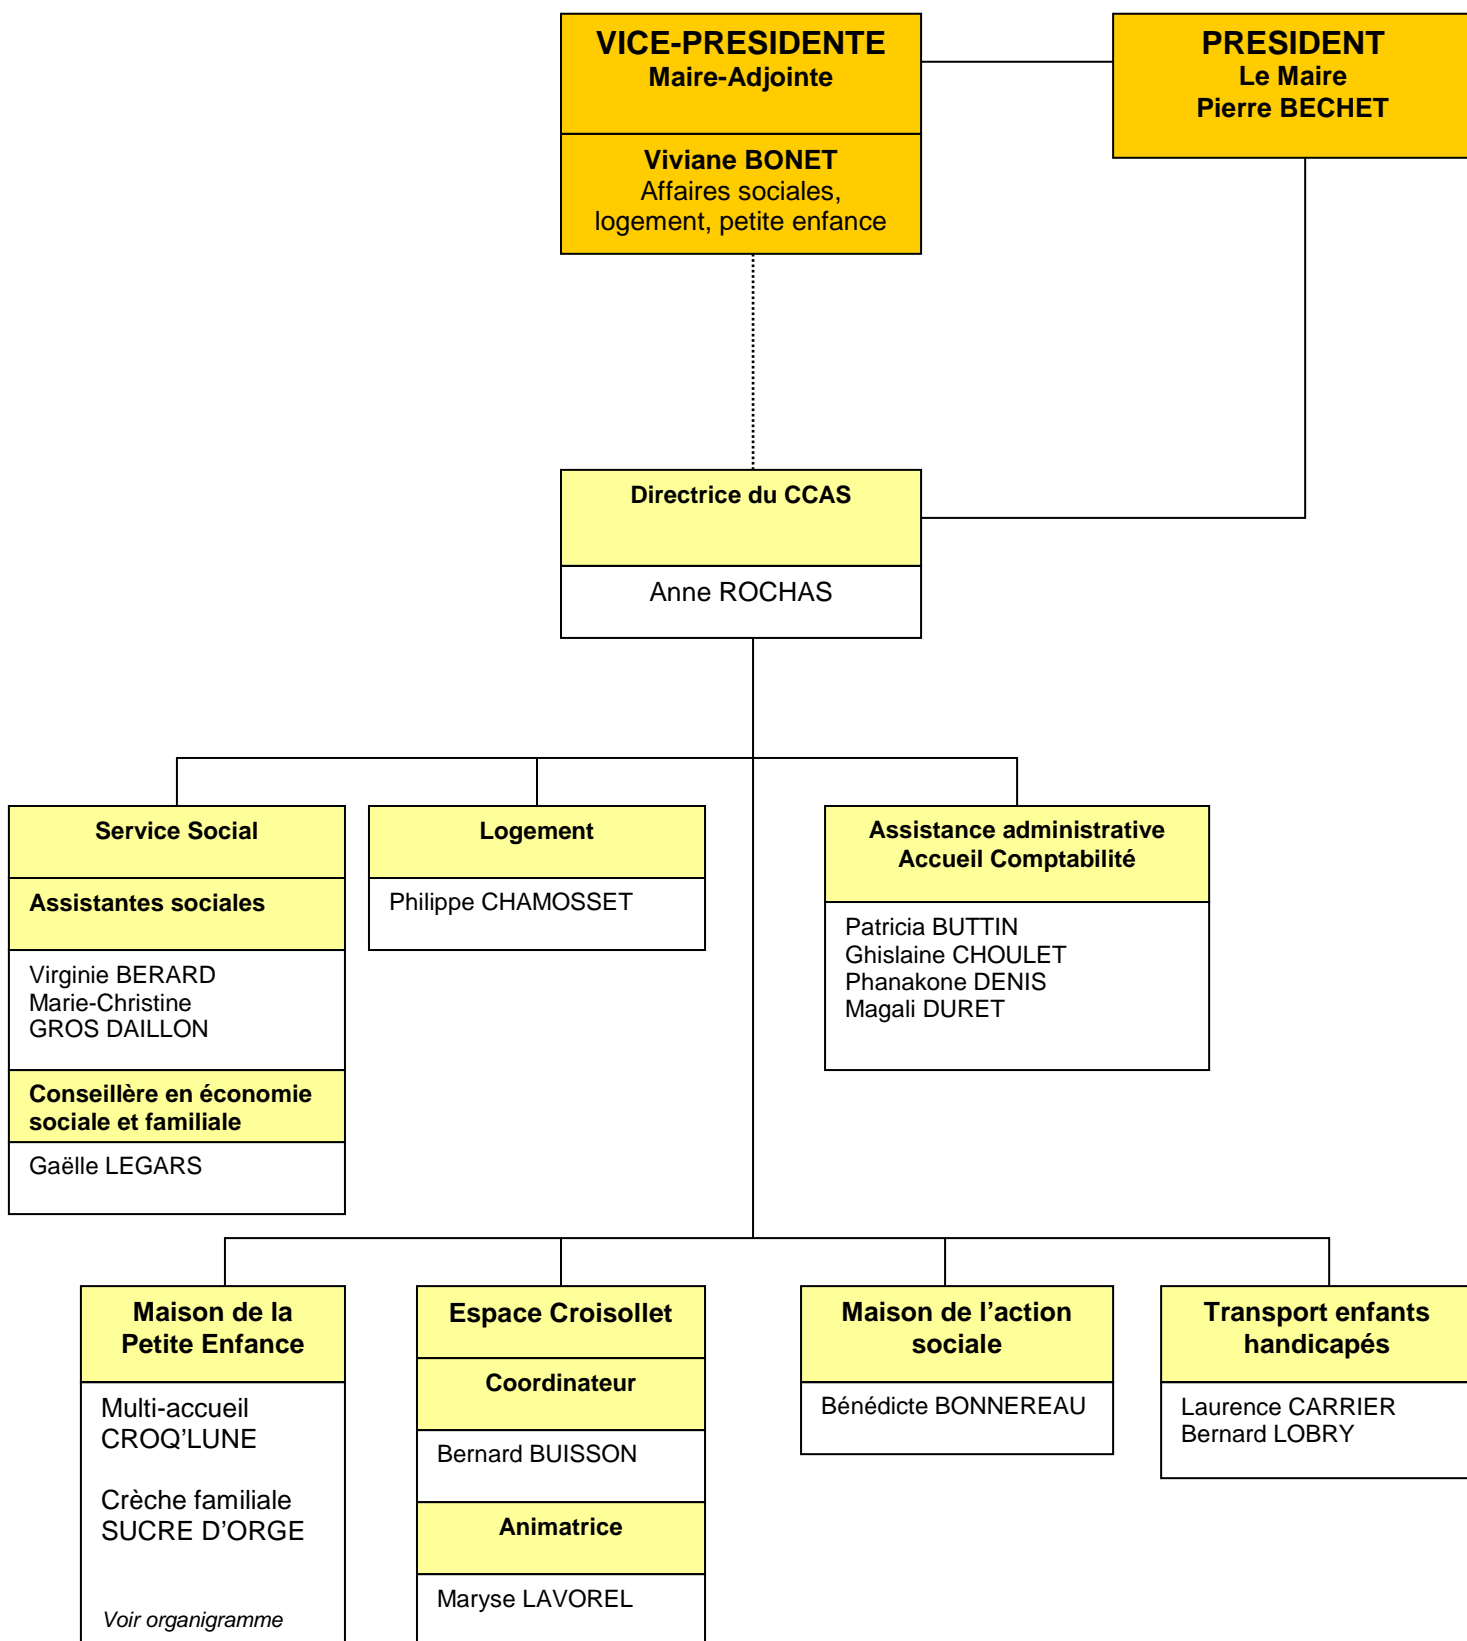 VICE-PRESIDENTE
Maire-Adjointe
Viviane BONET
Affaires sociales,
logement, petite enfance
PRESIDENT
Le Maire
Pierre BECHET
Directrice du CCAS
Anne ROCHAS
Service Social
Assistantes sociales
Virginie BERARD
Marie-Christine
GROS DAILLON
Conseillère en économie
sociale et familiale
Gaëlle LEGARS
Logement
Philippe CHAMOSSET
Assistance administrative
Accueil Comptabilité
Patricia BUTTIN
Ghislaine CHOULET
Phanakone DENIS
Magali DURET
Maison de la
Petite Enfance
Multi-accueil
CROQ’LUNE
Crèche familiale
SUCRE D’ORGE
Voir organigramme
Espace Croisollet
Coordinateur
Bernard BUISSON
Animatrice
Maryse LAVOREL
Maison de l’action
sociale
Bénédicte BONNEREAU
Transport enfants
handicapés
Laurence CARRIER
Bernard LOBRY